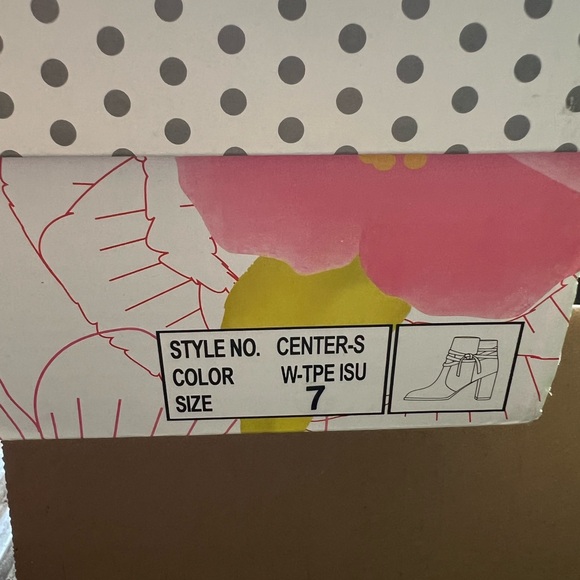 STYLE NO. CENTER-S
COLOR W-TPE ISU
SIZE 7